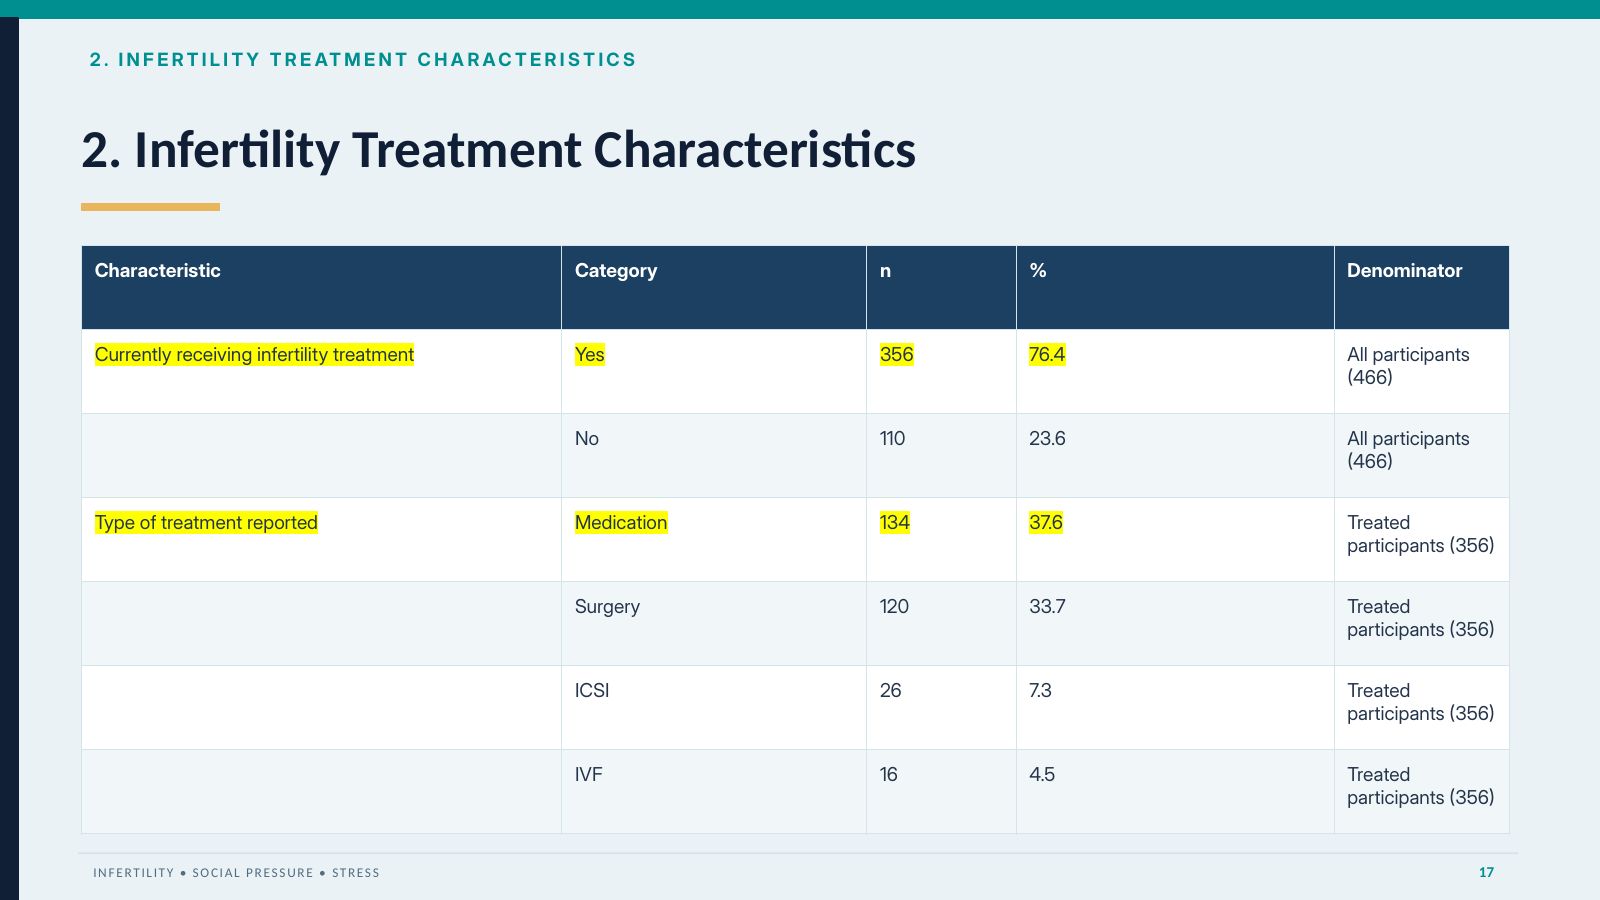 2. INFERTILITY TREATMENT CHARACTERISTICS
2. Infertility Treatment Characteristics
Characteristic Category n % Denominator
Currently receiving infertility treatment Yes 356 76.4 All participants
(466)
No 110 23.6 All participants
(466)
Type of treatment reported Medication 134 37.6 Treated
participants (356)
Surgery 120 33.7 Treated
participants (356)
ICSI 26 7.3 Treated
participants (356)
IVF 16 4.5 Treated
participants (356)
INFERTILITY • SOCIAL PRESSURE • STRESS 17